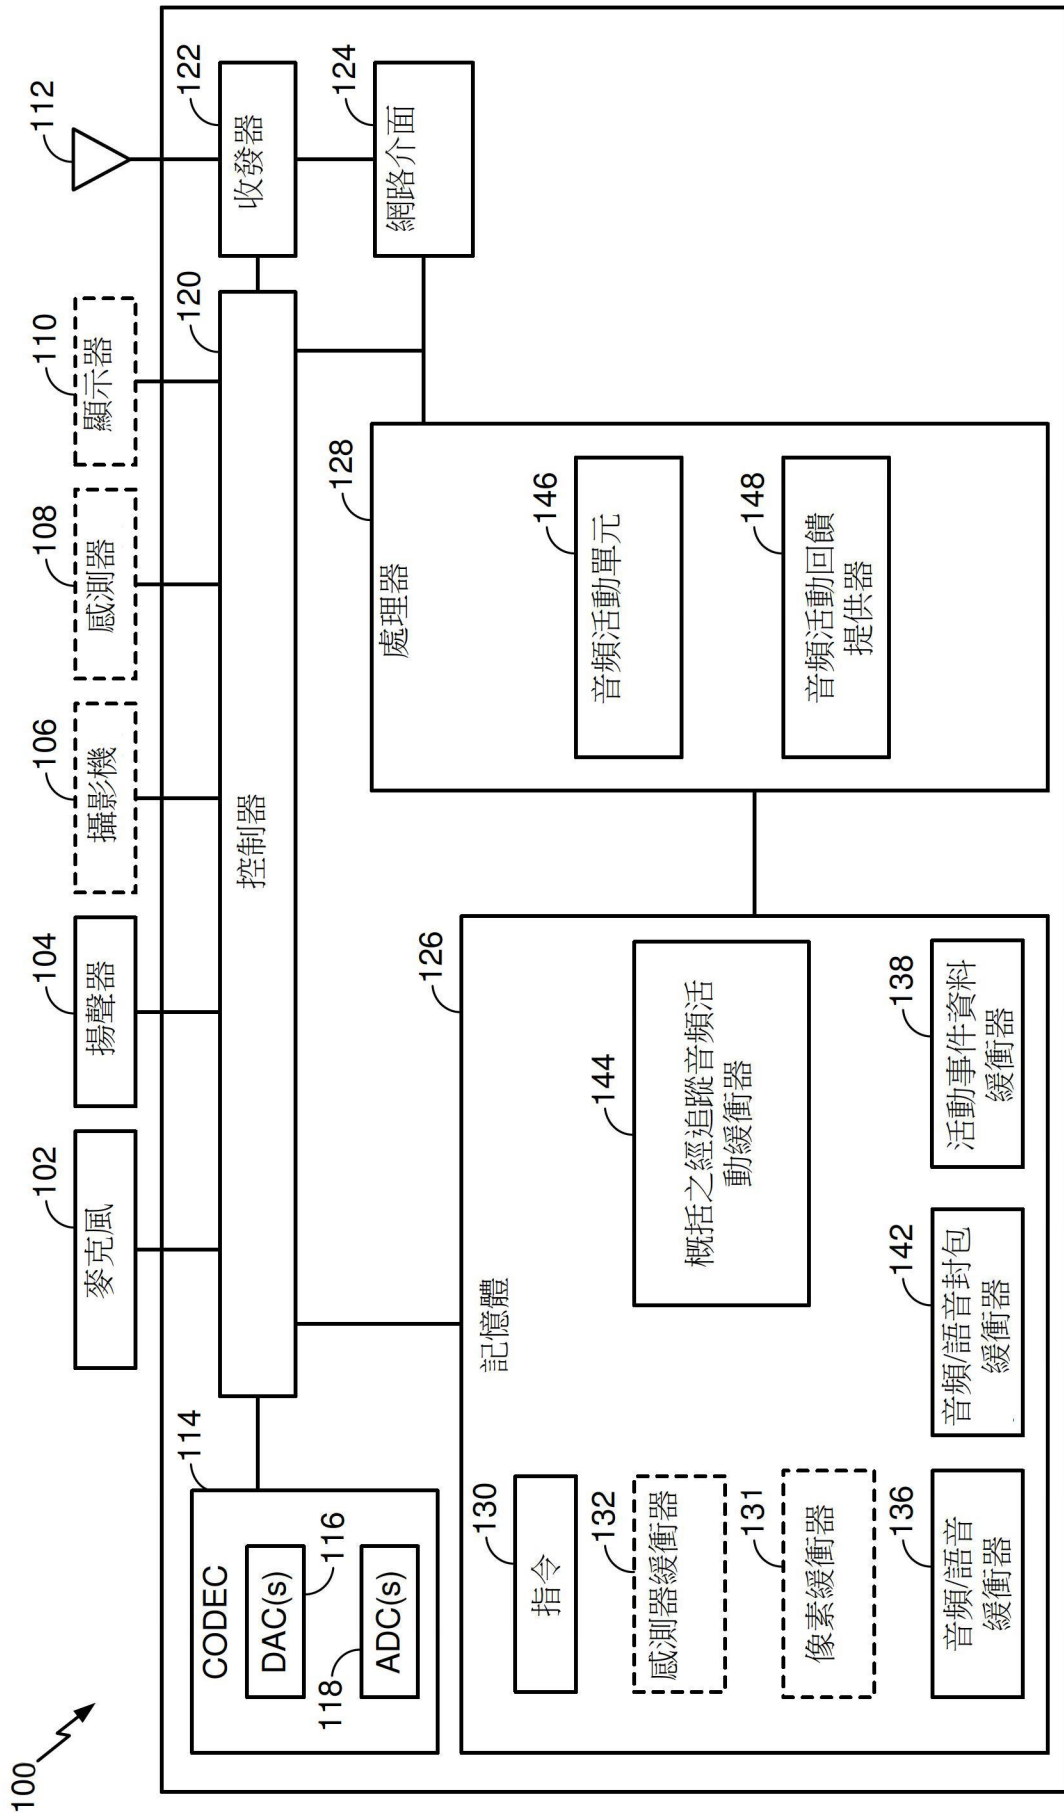 100
102
麥克風
104
揚聲器
106
攝影機
108
感測器
110
顯示器
112
114
CODEC
DAC(s)
116
118
ADC(s)
120
控制器
122
收發器
124
網路介面
126
記憶體
130
指令
132
感測器緩衝器
131
像素緩衝器
136
音頻/語音
緩衝器
142
音頻/語音封包
緩衝器
138
活動事件資料
緩衝器
144
概括之經追蹤音頻活
動緩衝器
128
處理器
146
音頻活動單元
148
音頻活動回饋
提供器